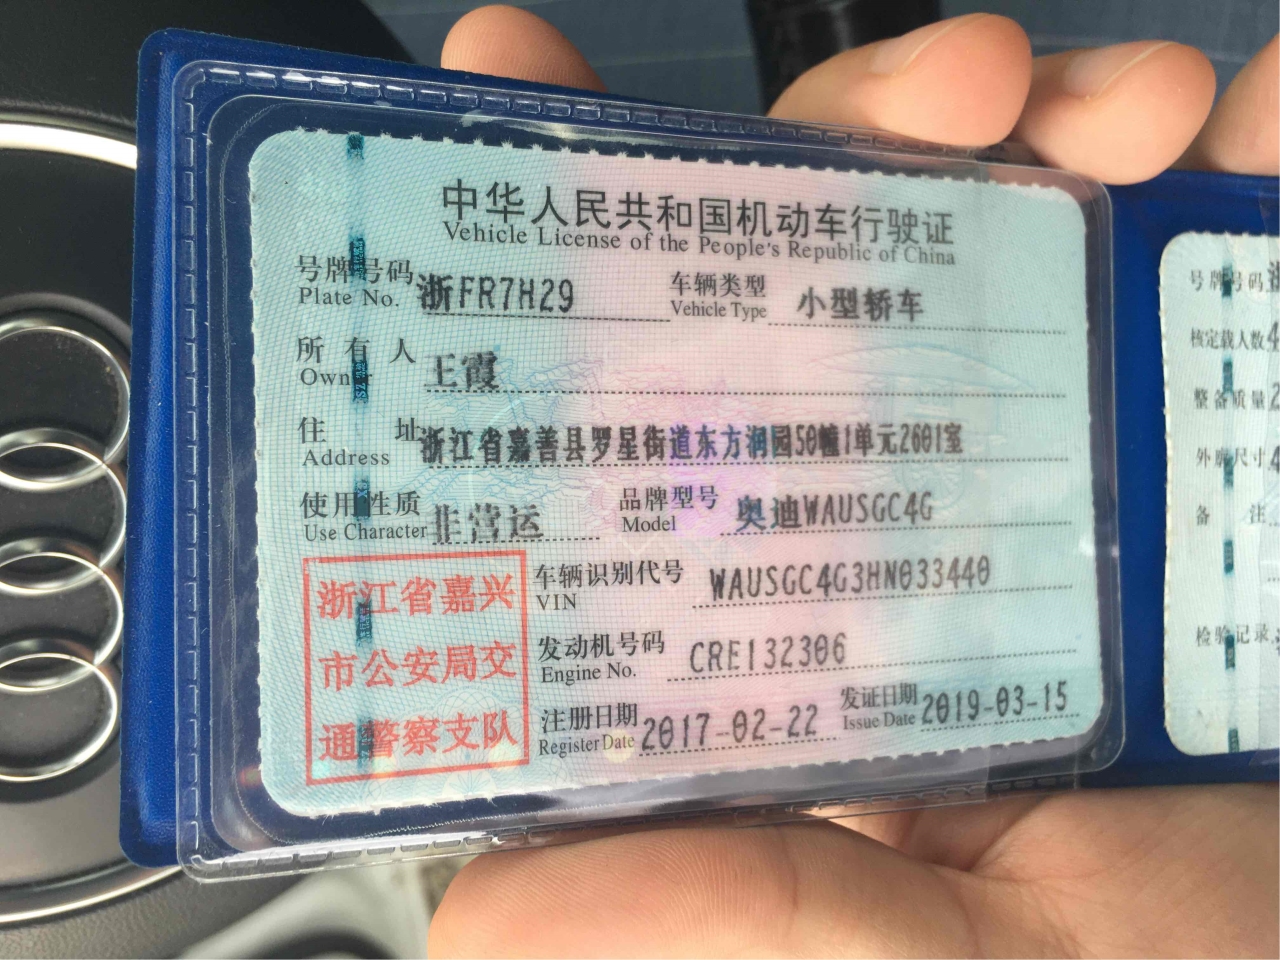 中华人民共和国机动车行驶证
Vehicle License of the People's Republic of China
号牌号码 浙FR7H29 车辆类型 小型轿车
Plate No. Vehicle Type
所有人 王霞
Own
住址 浙江省嘉善县罗星街道东方润园50幢1单元2601室
Address
使用性质 非营运 品牌型号 奥迪WAUSGC4G
Use Character Model
浙江省嘉兴
市公安局交
通警察支队
车辆识别代号 WAUSGC4G3HN033440
VIN
发动机号码 CRE132306
Engine No.
注册日期 2017-02-22 发证日期 2019-03-15
Register Date Issue Date
号牌号码
核定载人数
整备质量
外廓尺寸
备注
检验记录